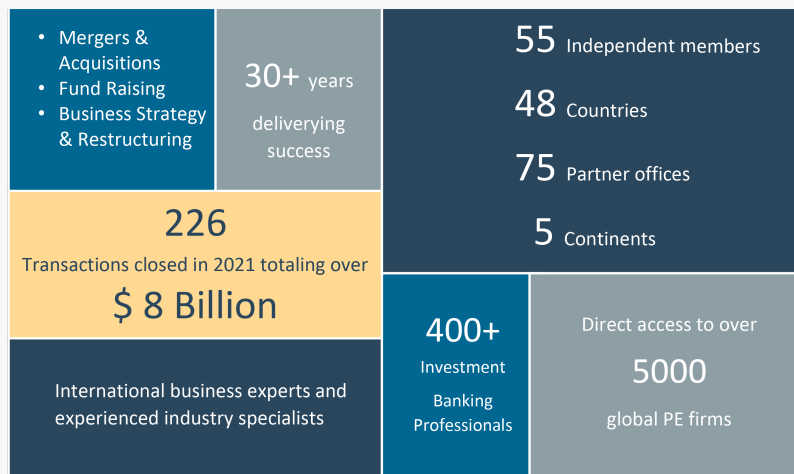 • Mergers &
Acquisitions
• Fund Raising
• Business Strategy
& Restructuring
30+ years
deliverying
success
55 Independent members
48 Countries
75 Partner offices
5 Continents
226
Transactions closed in 2021 totaling over
$ 8 Billion
International business experts and
experienced industry specialists
400+
Investment
Banking
Professionals
Direct access to over
5000
global PE firms